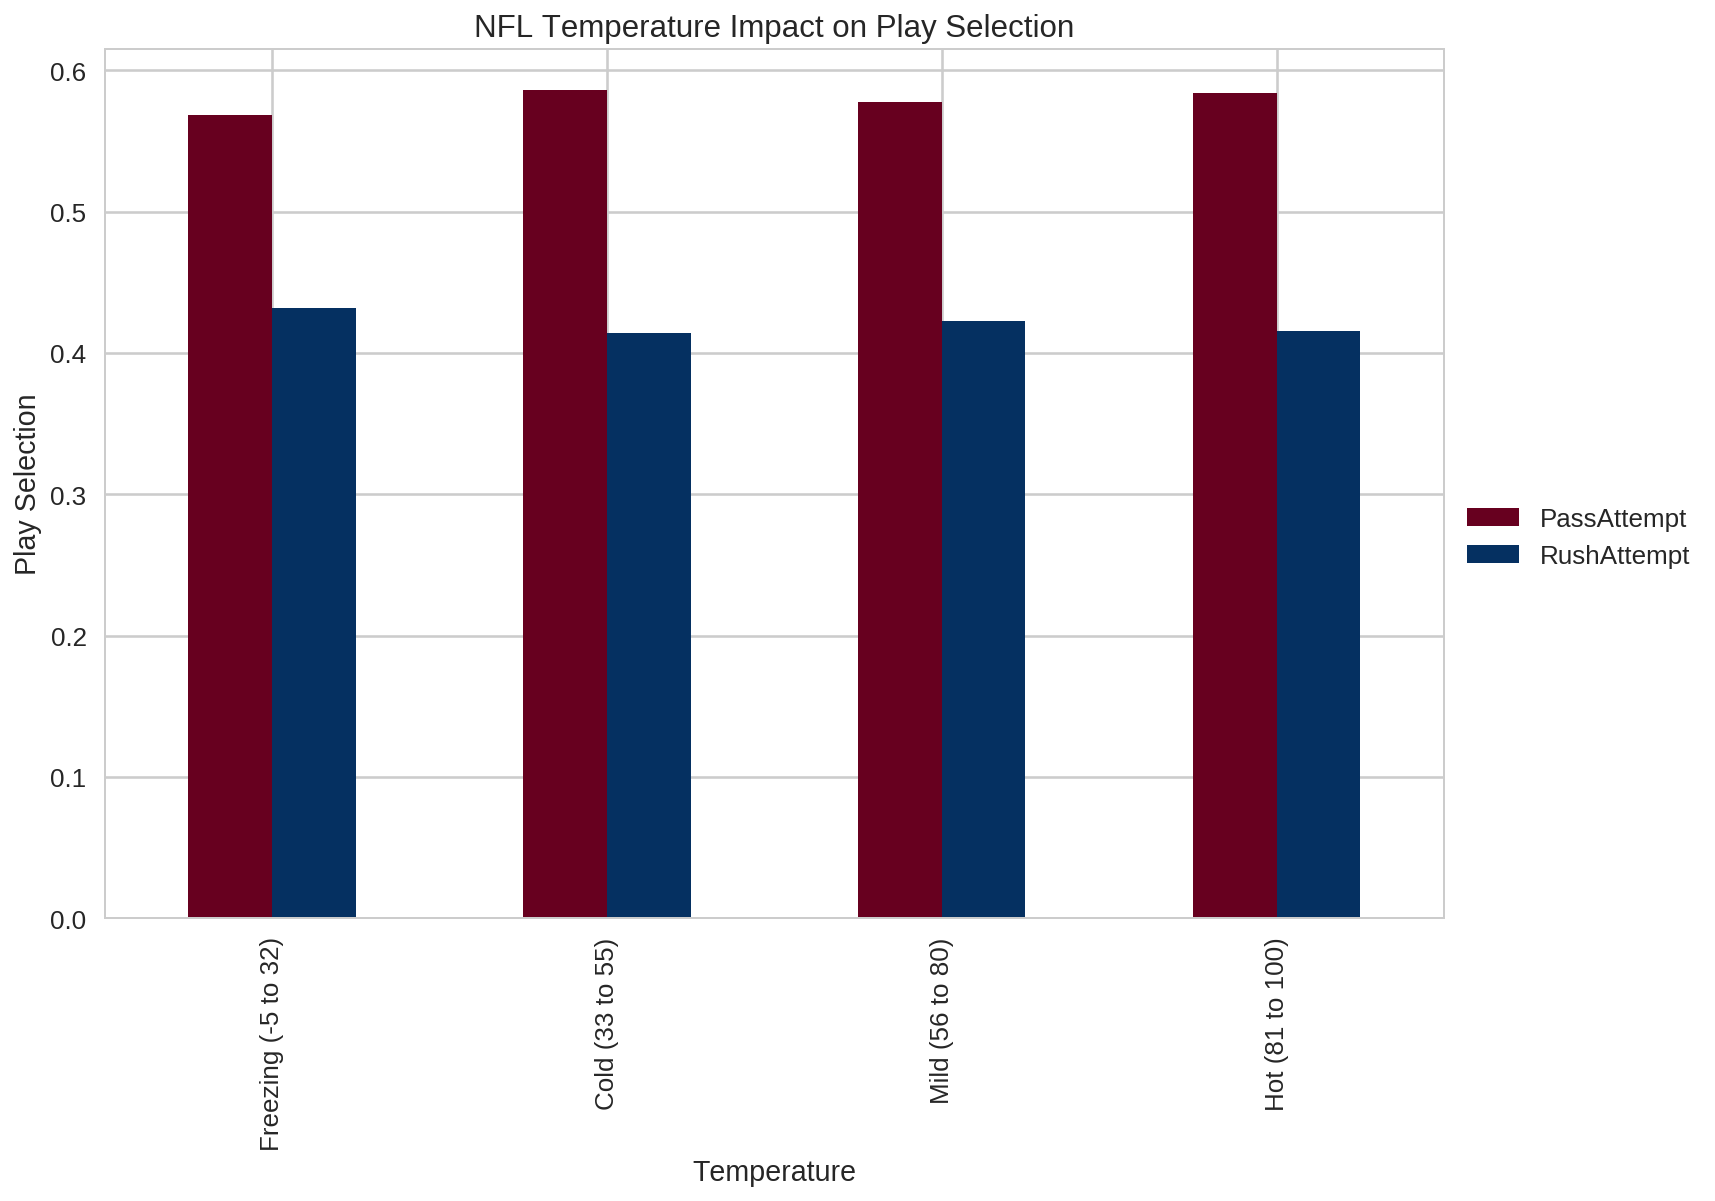 NFL Temperature Impact on Play Selection
Play Selection
0.6
0.5
0.4
0.3
0.2
0.1
0.0
PassAttempt
RushAttempt
Freezing (-5 to 32)
Cold (33 to 55)
Mild (56 to 80)
Hot (81 to 100)
Temperature